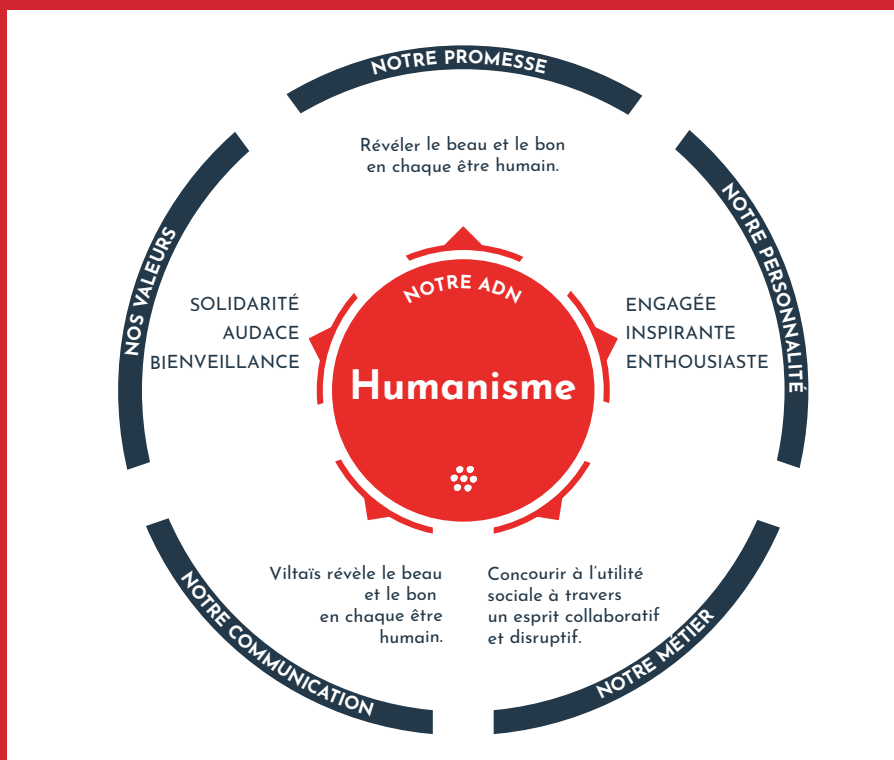 NOTRE PROMESSE
Révéler le beau et le bon
en chaque être humain.
NOS VALEURS
SOLIDARITÉ
AUDACE
BIENVEILLANCE
NOTRE ADN
Humanisme
NOTRE PERSONNALITÉ
ENGAGÉE
INSPIRANTE
ENTHOUSIASTE
NOTRE COMMUNICATION
Viltaïs révèle le beau
et le bon
en chaque être
humain.
NOTRE MÉTIER
Concourir à l'utilité
sociale à travers
un esprit collaboratif
et disruptif.